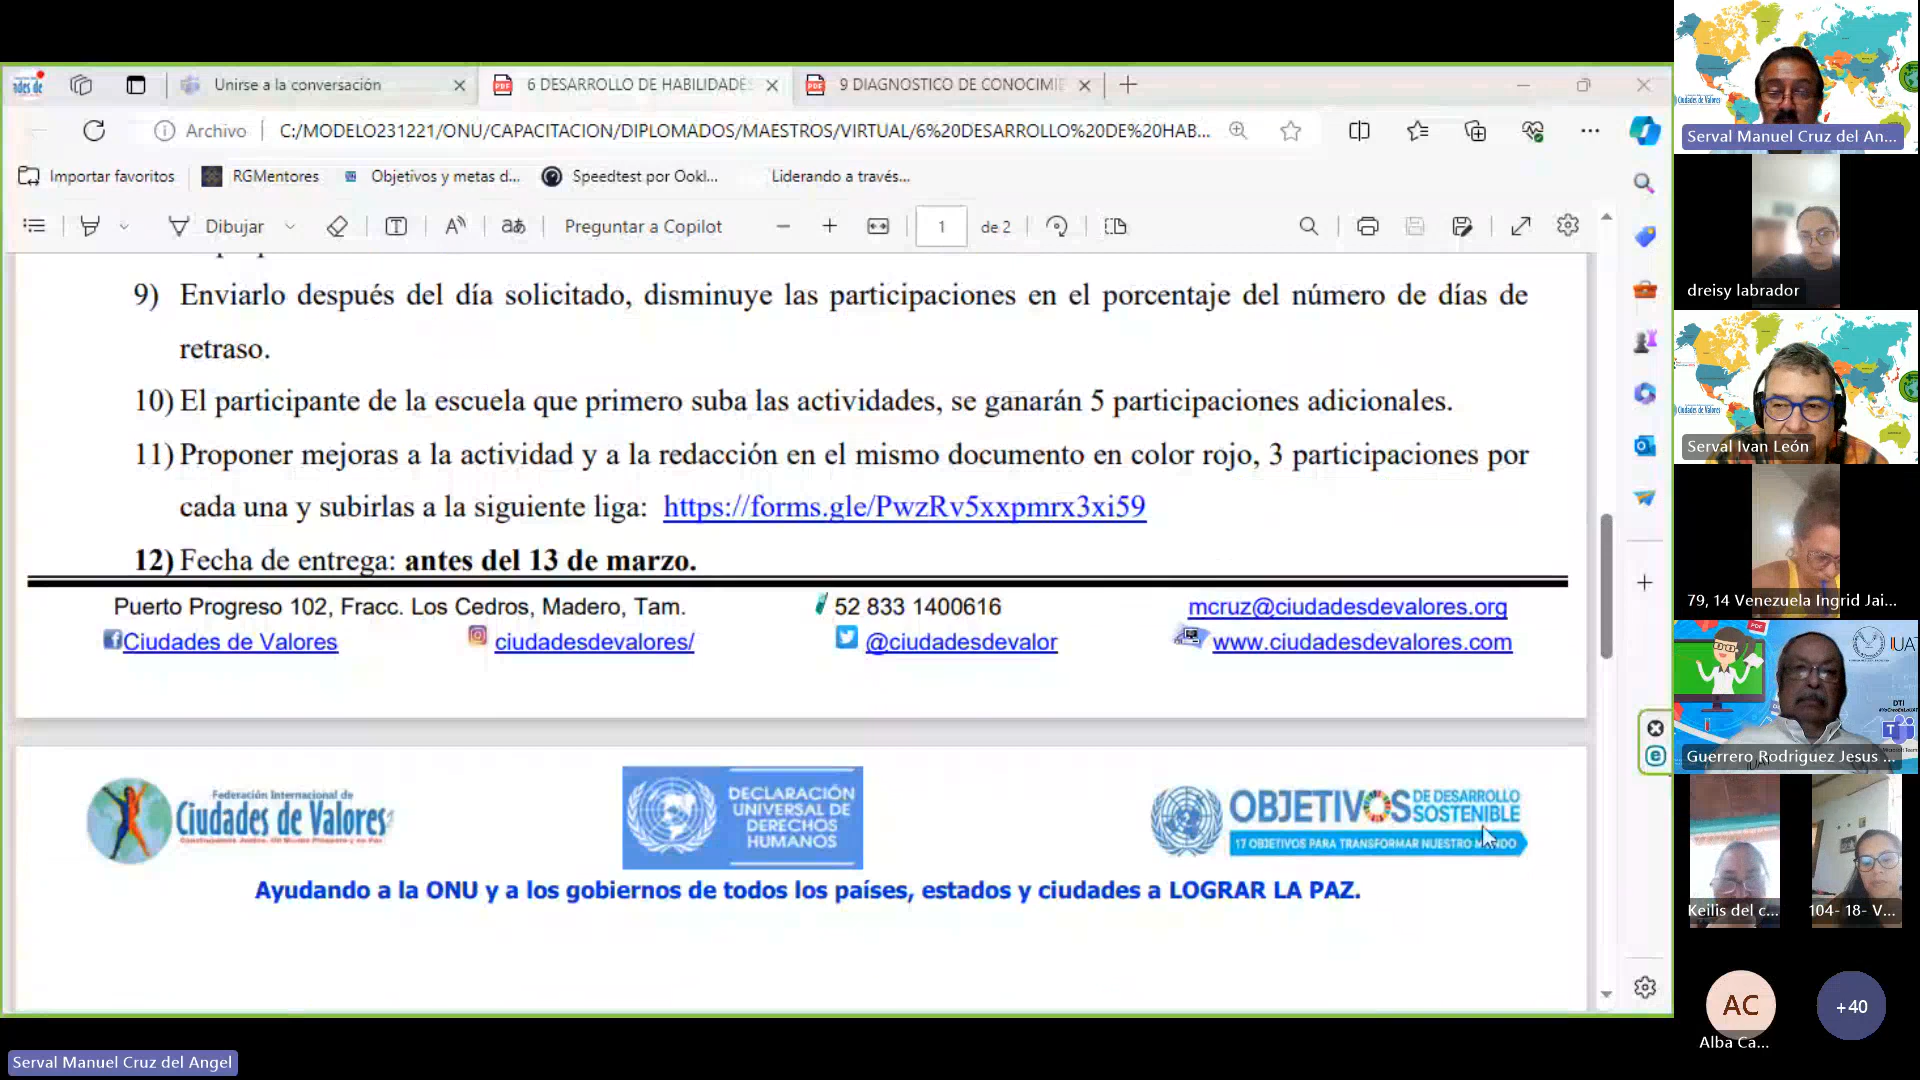 Unirse a la conversación
6 DESARROLLO DE HABILIDADES
9 DIAGNOSTICO DE CONOCIMIE
Archivo
C:/MODELO231221/ONU/CAPACITACION/DIPLOMADOS/MAESTROS/VIRTUAL/6%20DESARROLLO%20DE%20HAB...
Importar favoritos
RGMentores
Objetivos y metas d...
Speedtest por Ookl...
Liderando a través...
Dibujar
Preguntar a Copilot
1
de 2
9) Enviarlo después del día solicitado, disminuye las participaciones en el porcentaje del número de días de
retraso.
10) El participante de la escuela que primero suba las actividades, se ganarán 5 participaciones adicionales.
11) Proponer mejoras a la actividad y a la redacción en el mismo documento en color rojo, 3 participaciones por
cada una y subirlas a la siguiente liga: https://forms.gle/PwzRv5xxpmrx3xi59
12) Fecha de entrega: antes del 13 de marzo.
Puerto Progreso 102, Fracc. Los Cedros, Madero, Tam.
52 833 1400616
mcruz@ciudadesdevalores.org
Ciudades de Valores
ciudadesdevalores/
@ciudadesdevalor
www.ciudadesdevalores.com
Federación Internacional de
Ciudades de Valores
DECLARACIÓN
UNIVERSAL DE
DERECHOS
HUMANOS
OBJETIVOS DE DESARROLLO
SOSTENIBLE
17 OBJETIVOS PARA TRANSFORMAR NUESTRO
Ayudando a la ONU y a los gobiernos de todos los países, estados y ciudades a LOGRAR LA PAZ.
Serval Manuel Cruz del Angel
Serval Manuel Cruz del An...
dreisy labrador
Serval Ivan León
79, 14 Venezuela Ingrid Jai...
Guerrero Rodriguez Jesus ...
Keilis del c...
104- 18- V...
AC
+40
Alba Ca...